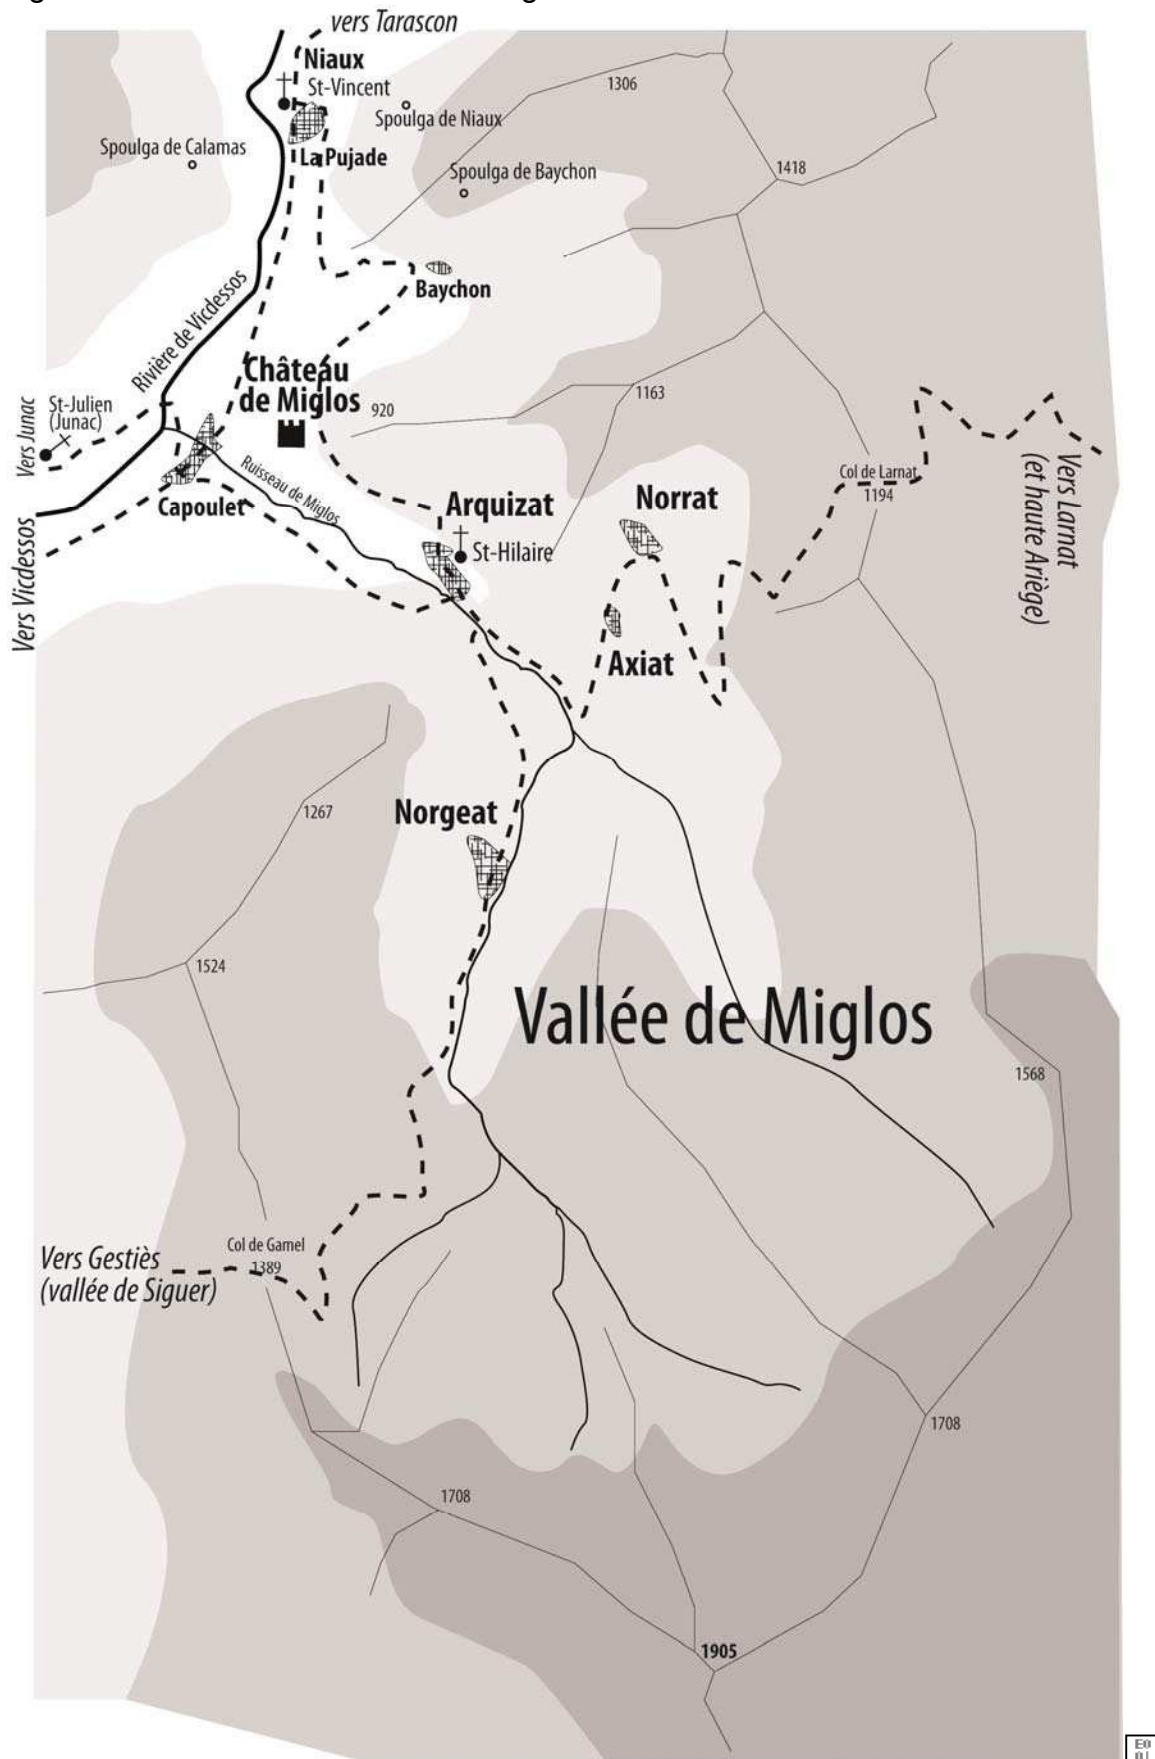 vers Tarascon
Niaux
St-Vincent
1306
Spoulga de Niaux
Spoulga de Calamas
La Pujade
Spoulga de Baychon
1418
Baychon
Rivière de Vicdessos
Château
de Miglos
920
1163
Vers Junac
St-Julien
(Junac)
Ruisseau de Miglos
Capoulet
Arquizat
St-Hilaire
Norrat
Col de Larnat
1194
Vers Larnat
(et haute Ariège)
Vers Vicdessos
Axiat
1267
Norgeat
1524
Vallée de Miglos
1568
Vers Gestiès
(vallée de Siguer)
Col de Gamel
1389
1708
1708
1905